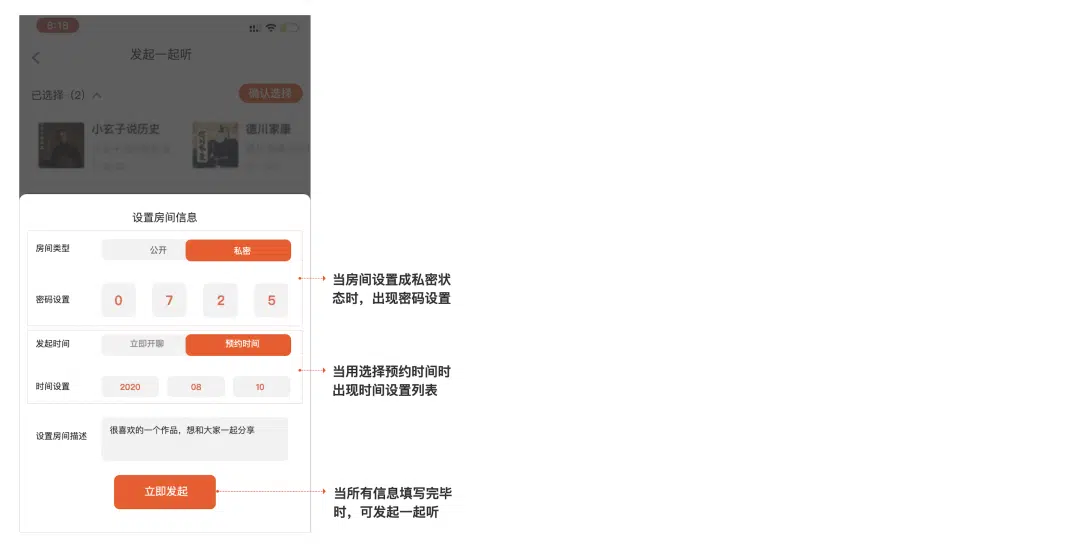 6:18
发起一起听
已选择（2）
确认选择
小玄子说历史
德川家康
设置房间信息
房间类型
公开
私密
密码设置
0 7 2 5
发起时间
立即开聊
预约时间
时间设置
2020 08 10
设置房间描述
很喜欢的一个作品，想和大家一起分享
立即发起
当房间设置成私密状
态时，出现密码设置
当用选择预约时间时
出现时间设置列表
当所有信息填写完毕
时，可发起一起听